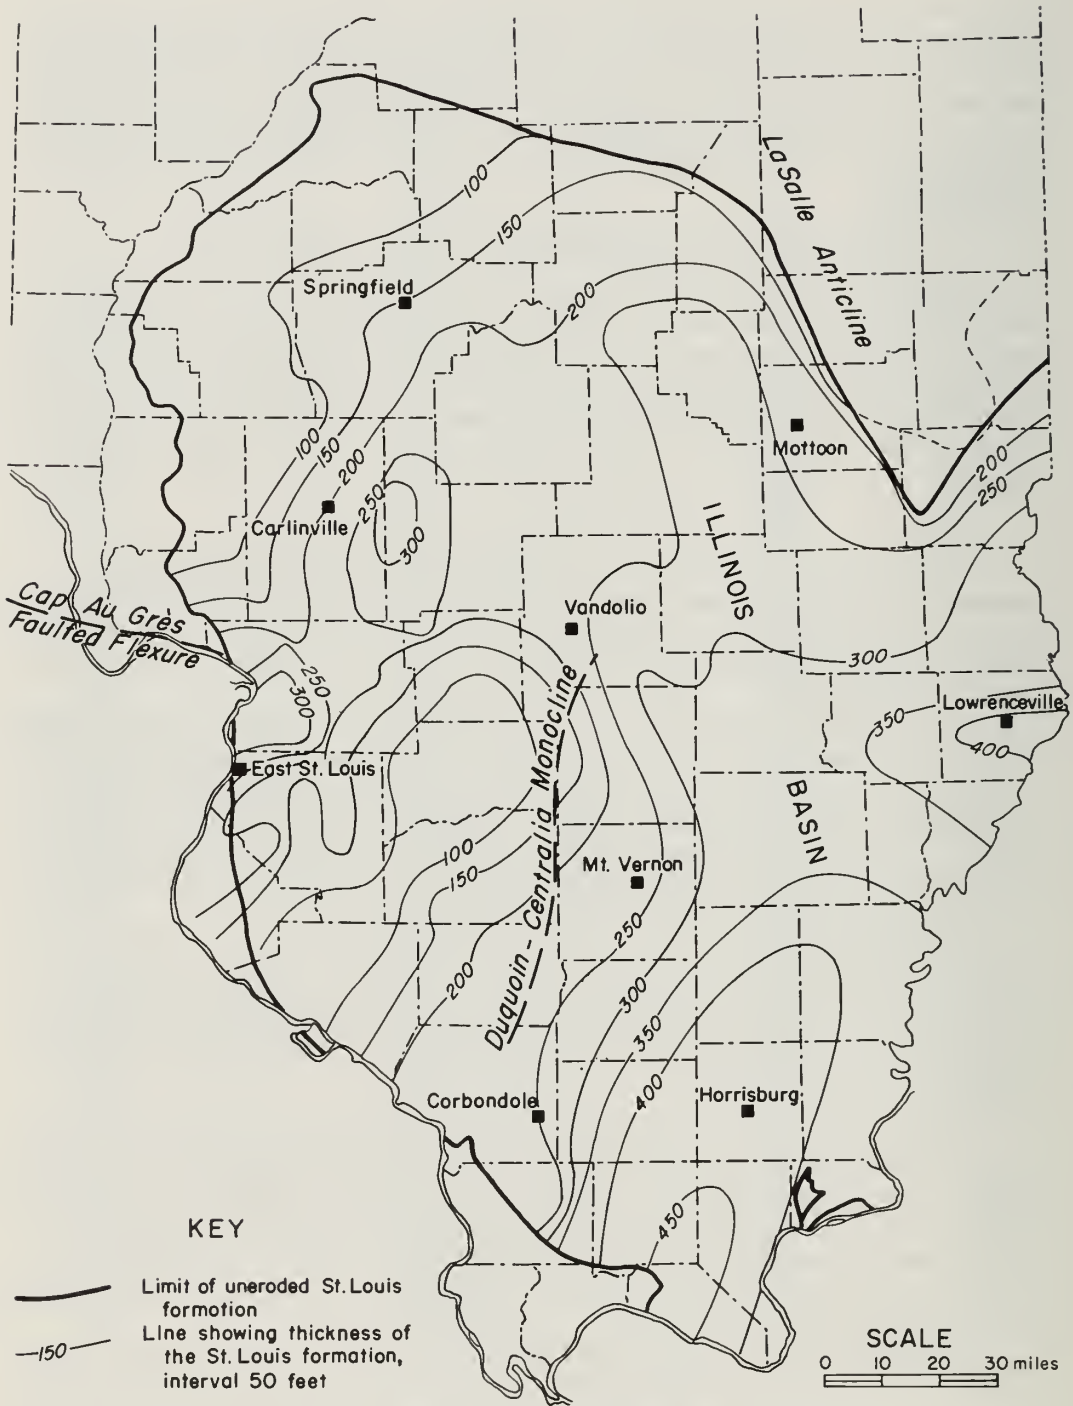 LaSalle Anticline
100
150
Springfield
200
Mottoon
100
150
200
250
300
Carlinville
200
250
ILLINOIS
Cap Au Grès
Faulted Flexure
Vandolio
250
300
300
Lowrenceville
350
400
East St. Louis
Duquoin - Centralia Monocline
BASIN
100
150
Mt. Vernon
200
250
300
350
400
Corbondole
Horrisburg
450
KEY
Limit of uneroded St. Louis
formotion
150
LIne showing thickness of
the St. Louis formation,
interval 50 feet
SCALE
0 10 20 30 miles